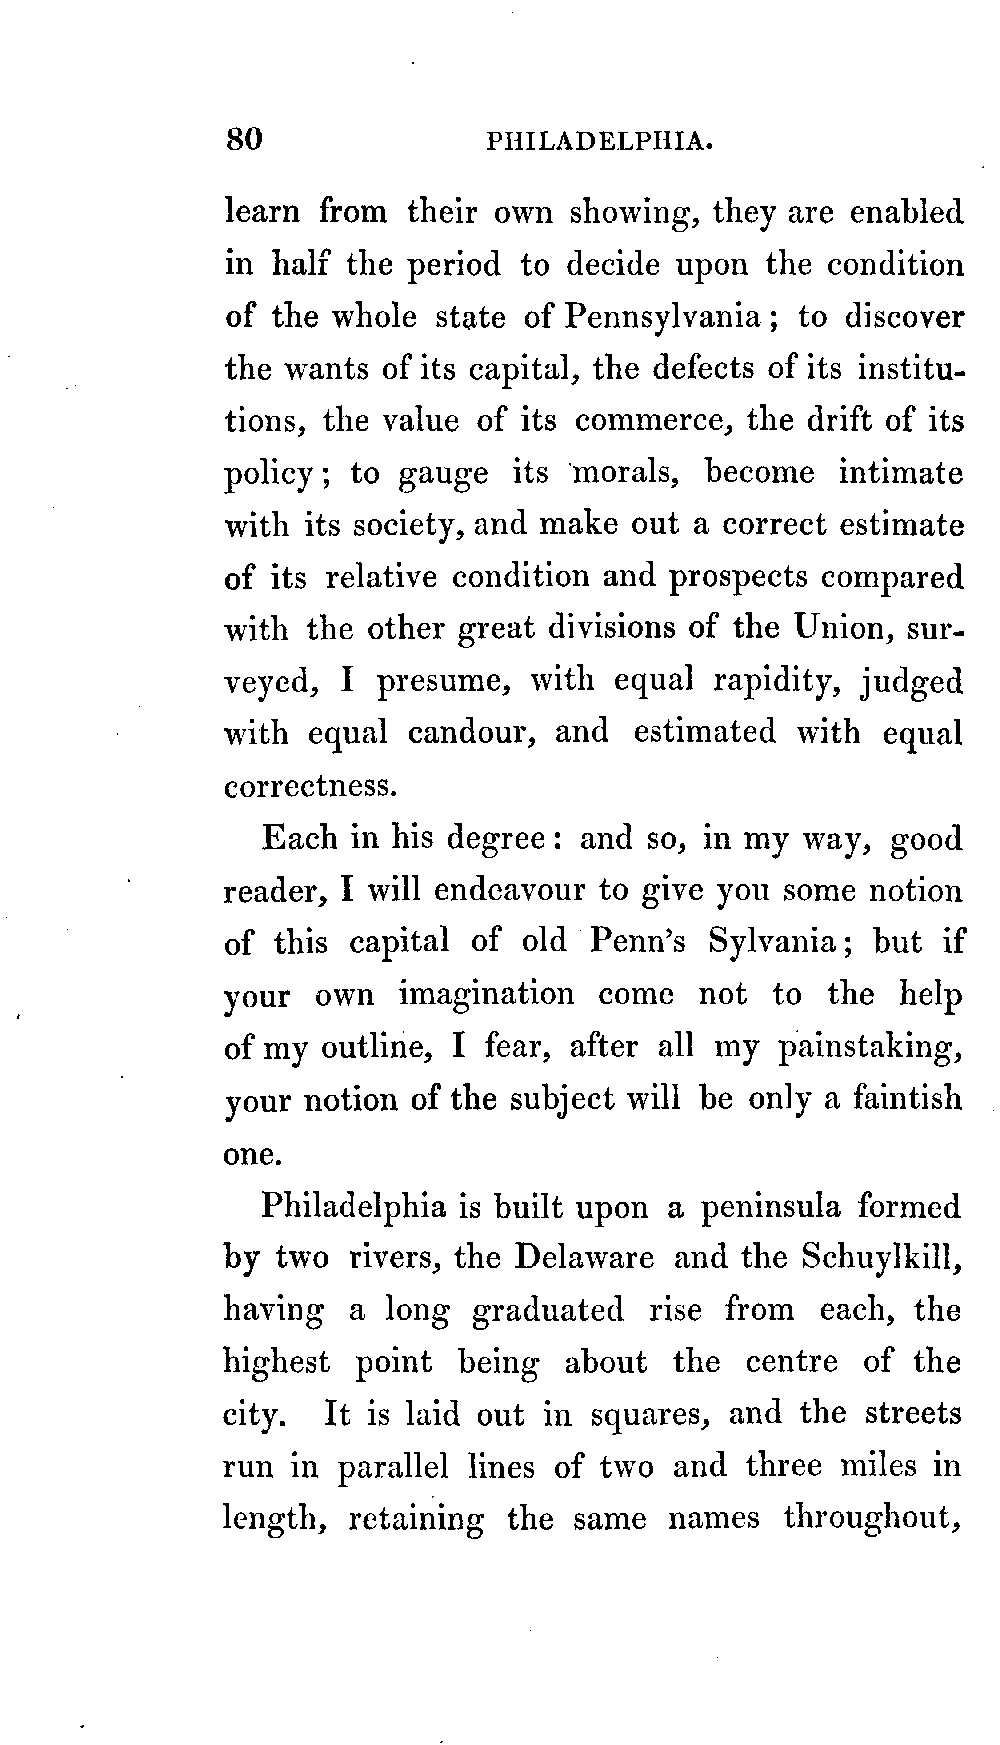 80 PHILADELPHIA.
learn from their own showing, they are enabled
in half the period to decide upon the condition
of the whole state of Pennsylvania; to discover
the wants of its capital, the defects of its institu-
tions, the value of its commerce, the drift of its
policy; to gauge its morals, become intimate
with its society, and make out a correct estimate
of its relative condition and prospects compared
with the other great divisions of the Union, sur-
veyed, I presume, with equal rapidity, judged
with equal candour, and estimated with equal
correctness.
Each in his degree: and so, in my way, good
reader, I will endeavour to give you some notion
of this capital of old Penn's Sylvania; but if
your own imagination come not to the help
of my outline, I fear, after all my painstaking,
your notion of the subject will be only a faintish
one.
Philadelphia is built upon a peninsula formed
by two rivers, the Delaware and the Schuylkill,
having a long graduated rise from each, the
highest point being about the centre of the
city. It is laid out in squares, and the streets
run in parallel lines of two and three miles in
length, retaining the same names throughout,